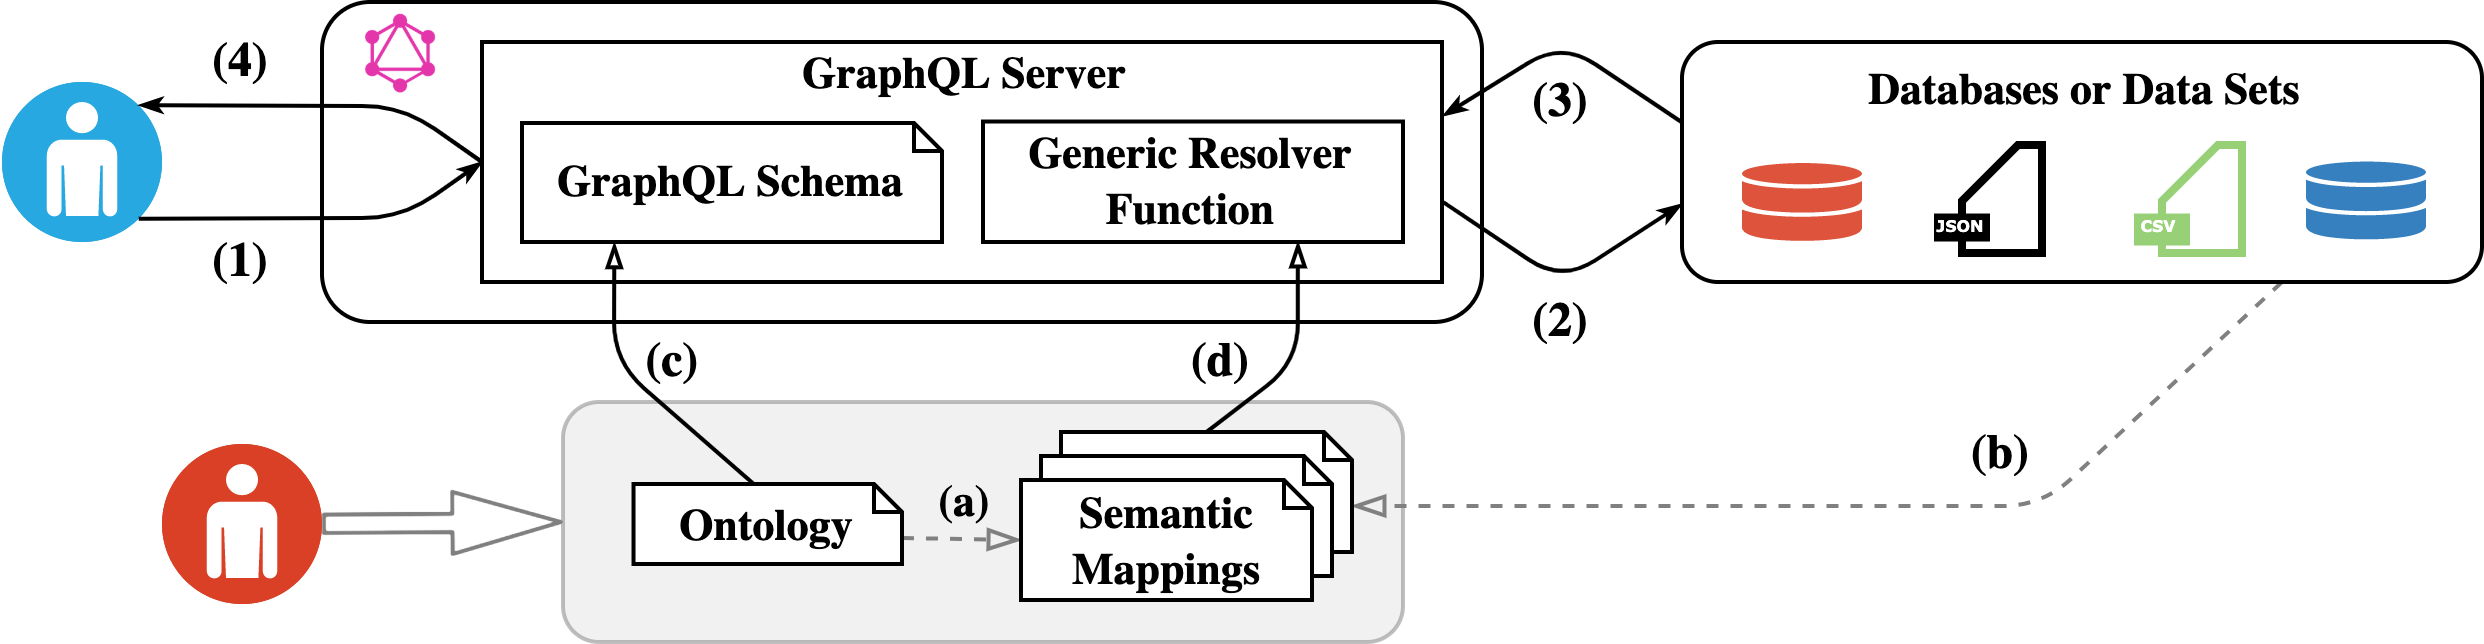 (4)
GraphQL Server
(3)
Databases or Data Sets
GraphQL Schema
Generic Resolver
Function
JSON
CSV
(1)
(2)
(c)
(d)
(b)
Ontology
(a)
Semantic
Mappings